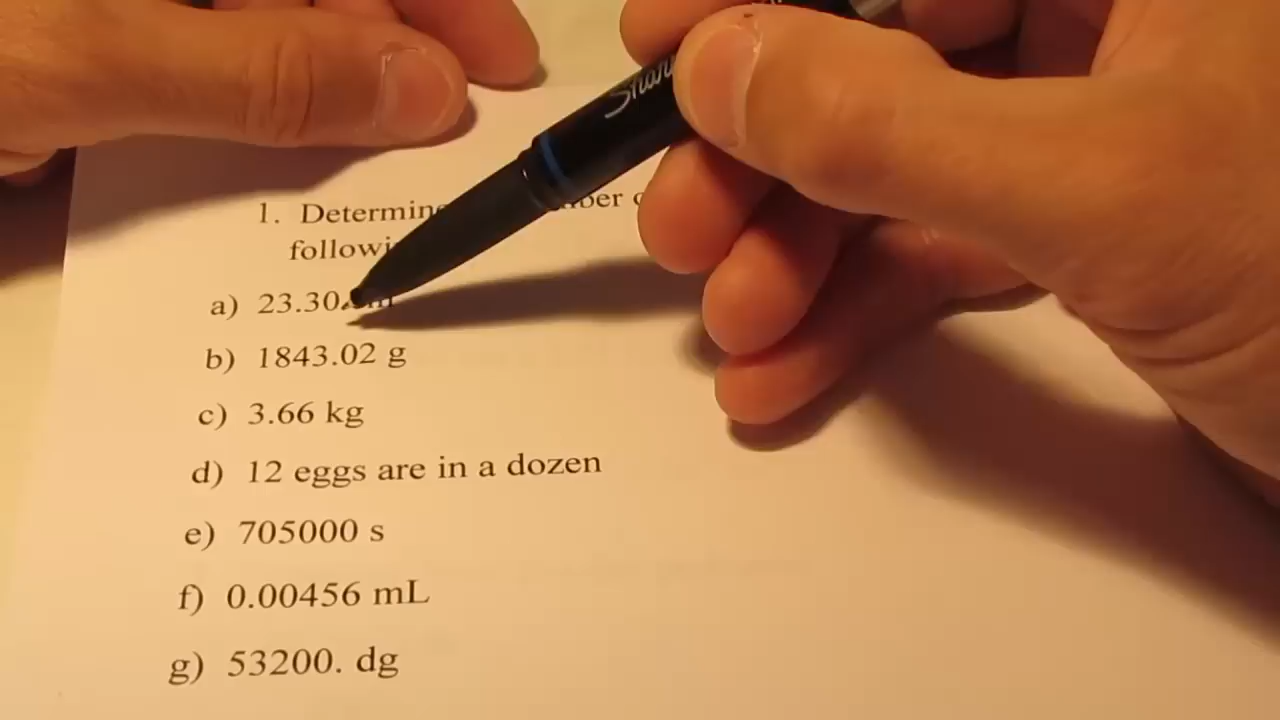 Shar
1. Determin
followi
a) 23.30
b) 1843.02 g
c) 3.66 kg
d) 12 eggs are in a dozen
e) 705000 s
f) 0.00456 mL
g) 53200. dg